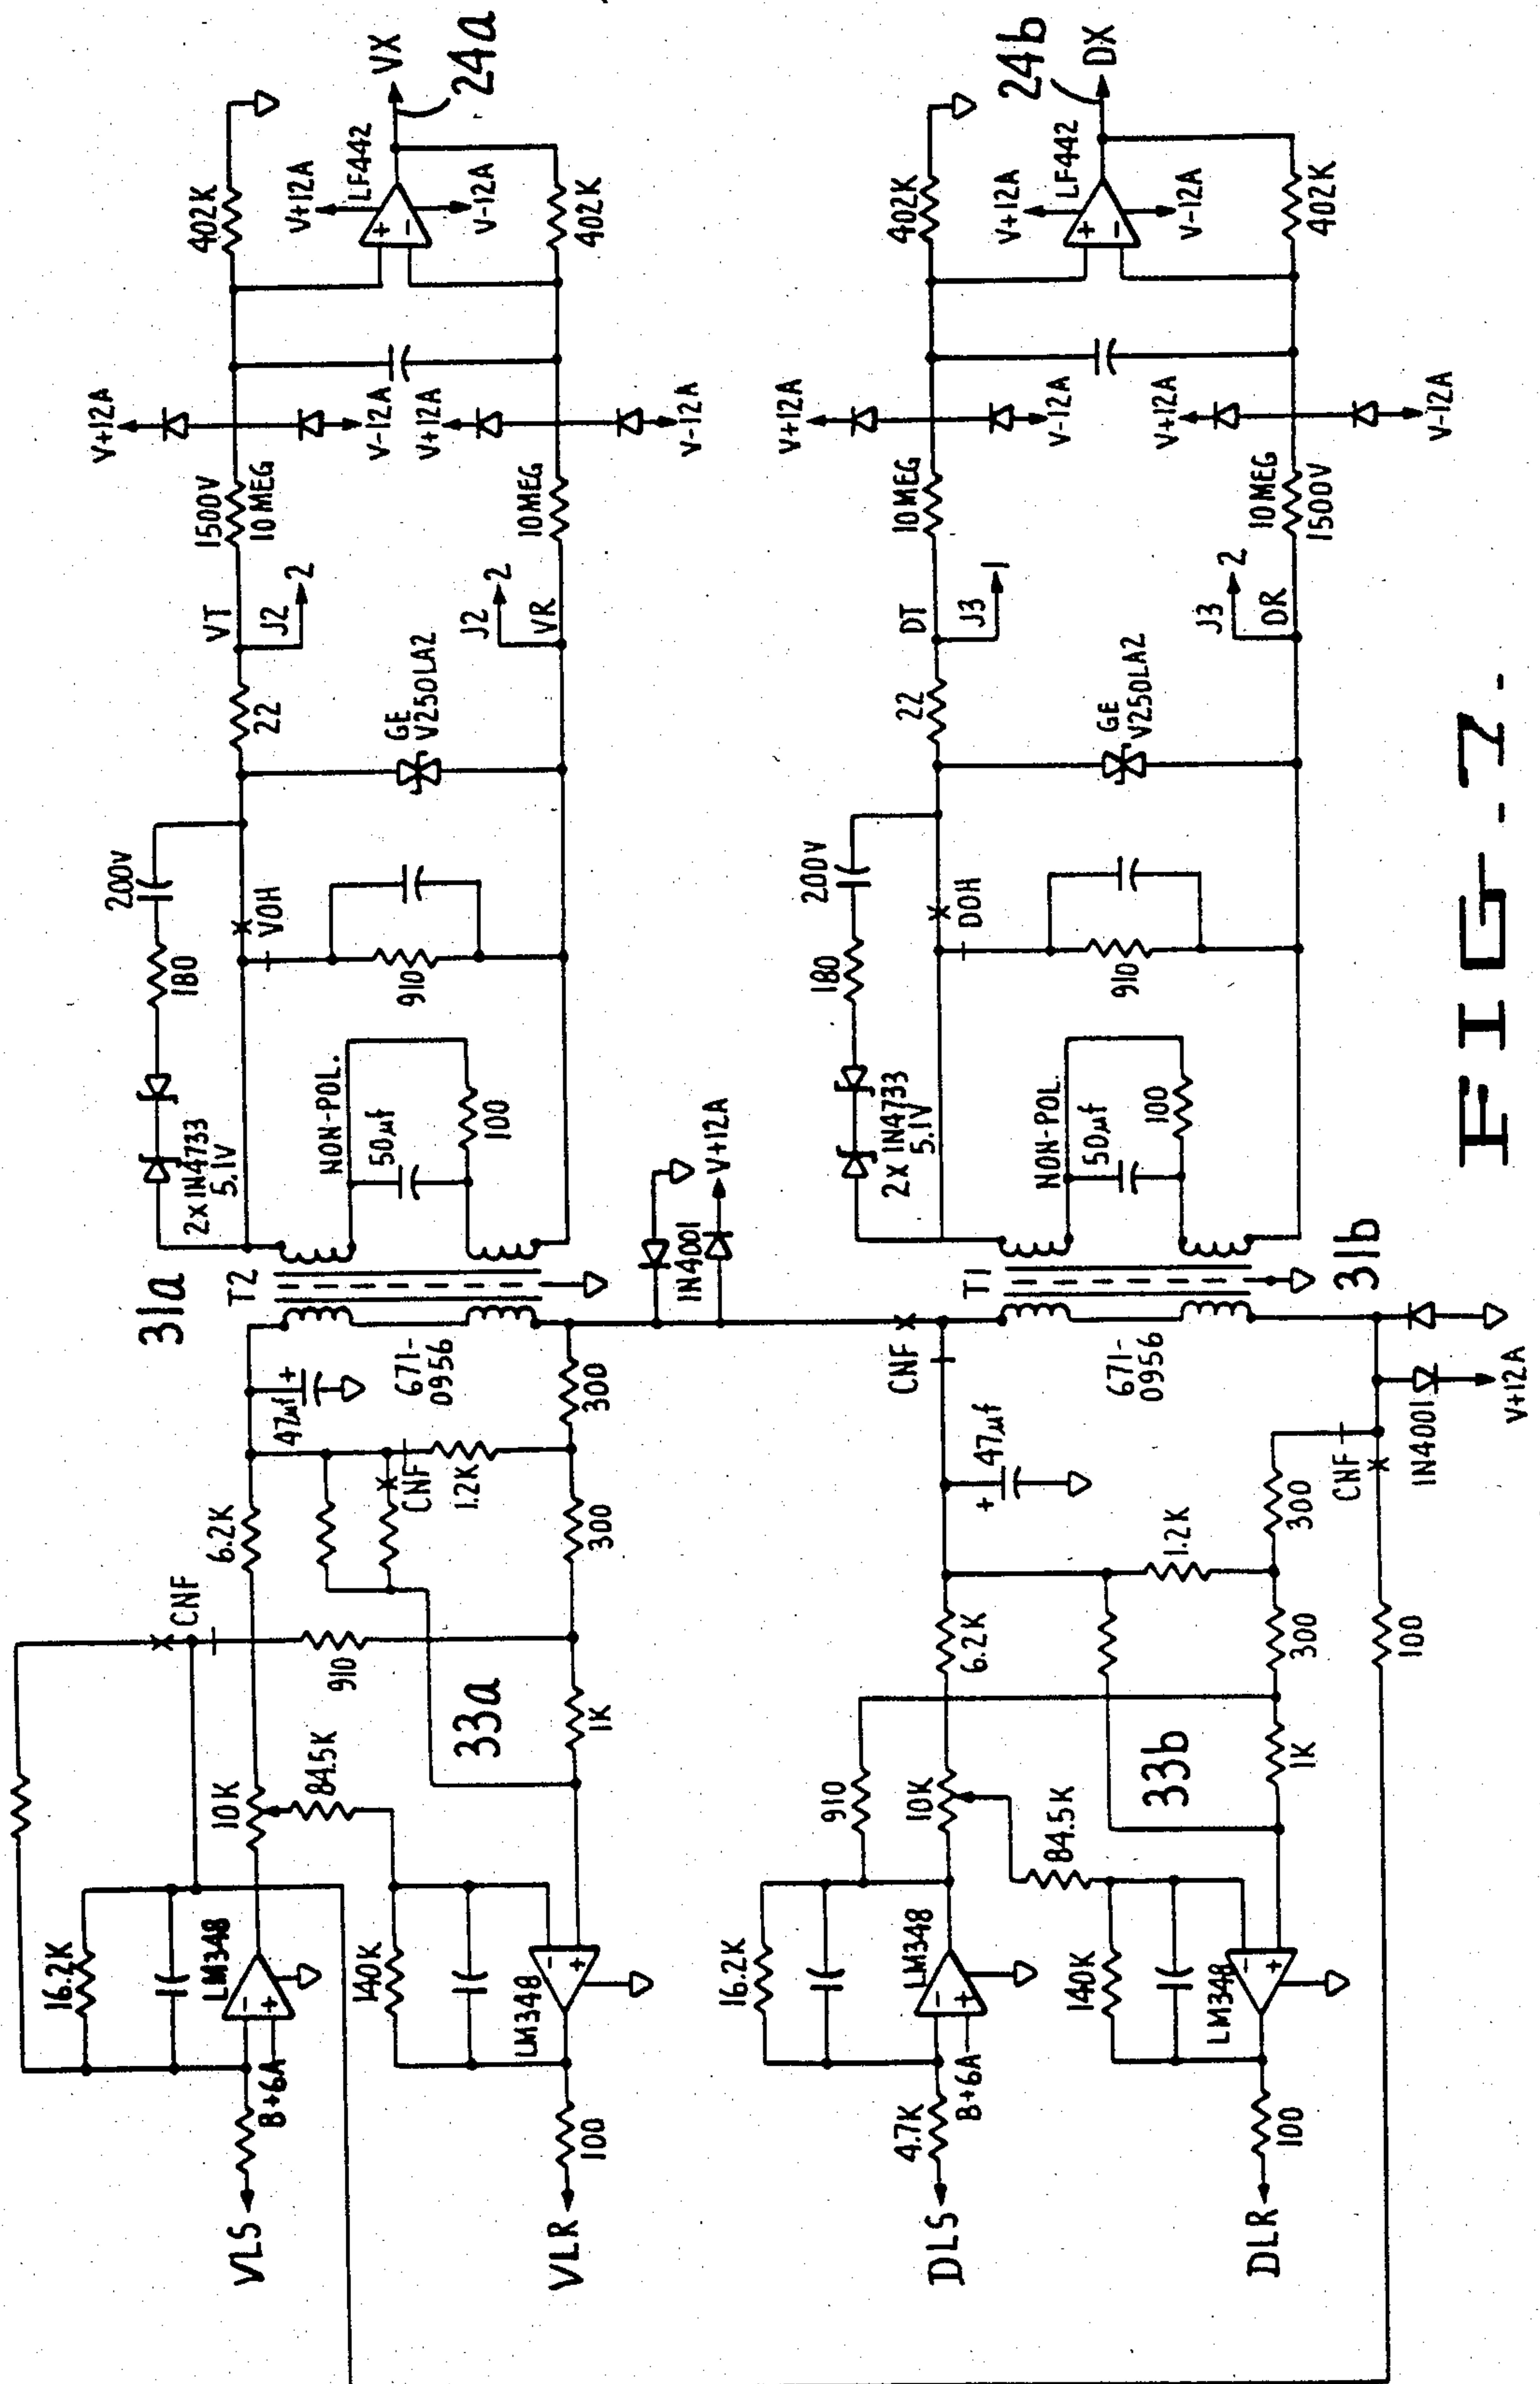 VX
24a
402K
V+12A
LF442
V-12A
402K
V+12A
V-12A
V+12A
V-12A
1500V
10MEG
10MEG
VT
J2
2
J2
2
VR
22
GE
V250LA2
200V
VOH
180
910
2x1N4733
5.1V
NON-POL.
50µf
100
31a
T2
1N4001
V+12A
47µf
+
671-
0956
300
6.2K
CNF
1.2K
300
CNF
910
33a
1K
10K
84.5K
16.2K
LM348
-
+
B+6A
140K
LM348
-
+
100
VLS
VLR
24b
DX
402K
V+12A
LF442
+
-
V-12A
402K
V+12A
V-12A
V+12A
V-12A
10MEG
10MEG
1500V
DT
J3
1
J3
2
DR
22
GE
V250LA2
200V
DOH
180
910
2x1N4733
5.1V
NON-POL.
50µf
100
T1
31b
CNF
671-
0956
47µf
+
1N4001
V+12A
CNF
300
1.2K
6.2K
300
100
910
10K
33b
1K
84.5K
16.2K
LM348
-
+
B+6A
4.7K
140K
LM348
-
+
100
DLS
DLR
FIG-7-